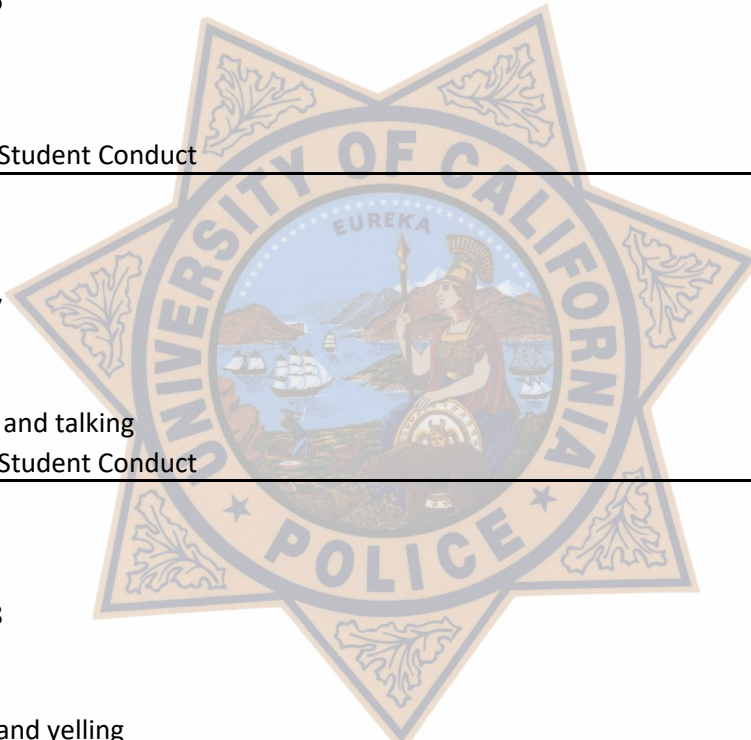 Student Conduct
UNIVERSITY OF CALIFORNIA
EUREKA
and talking
Student Conduct
POLICE
and yelling